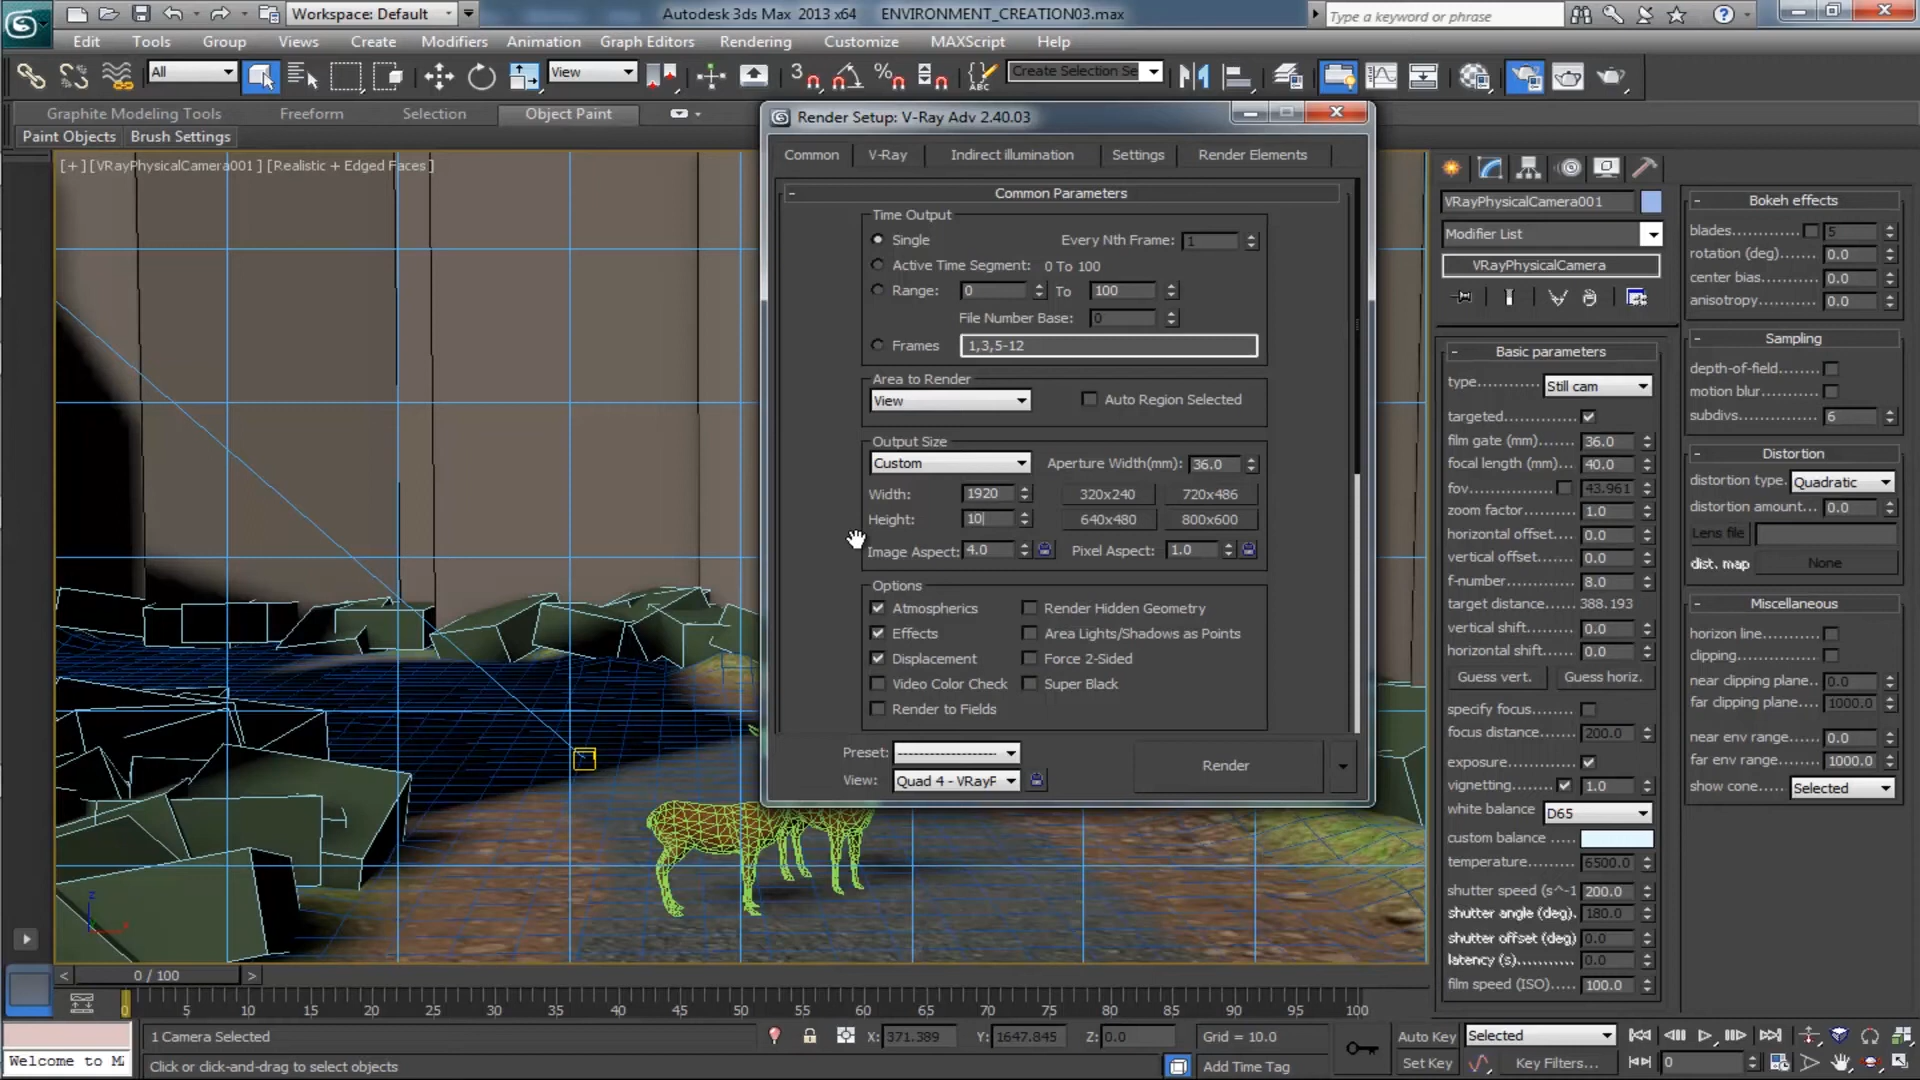 Workspace: Default
Autodesk 3ds Max 2013 x64 ENVIRONMENT_CREATION03.max
Type a keyword or phrase
Edit Tools Group Views Create Modifiers Animation Graph Editors Rendering Customize MAXScript Help
All View Create Selection Se
Graphite Modeling Tools Freeform Selection Object Paint
Paint Objects Brush Settings
[+] [VRayPhysicalCamera001 ] [Realistic + Edged Faces ]
Render Setup: V-Ray Adv 2.40.03
Common V-Ray Indirect illumination Settings Render Elements
- Common Parameters
Time Output
Single Every Nth Frame: 1
Active Time Segment: 0 To 100
Range: 0 To 100
File Number Base: 0
Frames 1,3,5-12
Area to Render
View Auto Region Selected
Output Size
Custom Aperture Width(mm): 36.0
Width: 1920 320x240 720x486
Height: 10 640x480 800x600
Image Aspect: 4.0 Pixel Aspect: 1.0
Options
Atmospherics Render Hidden Geometry
Effects Area Lights/Shadows as Points
Displacement Force 2-Sided
Video Color Check Super Black
Render to Fields
Preset: --------------------
View: Quad 4 - VRayF
Render
VRayPhysicalCamera001
Modifier List
VRayPhysicalCamera
- Basic parameters
type........... Still cam
targeted...............
film gate (mm)....... 36.0
focal length (mm)... 40.0
fov............... 43.961
zoom factor......... 1.0
horizontal offset..... 0.0
vertical offset....... 0.0
f-number............ 8.0
target distance..... 388.193
vertical shift........ 0.0
horizontal shift...... 0.0
Guess vert. Guess horiz.
specify focus..........
focus distance....... 200.0
exposure...............
vignetting......... 1.0
white balance D65
custom balance .....
temperature......... 6500.0
shutter speed (s^-1 200.0
shutter angle (deg). 180.0
shutter offset (deg) 0.0
latency (s)........... 0.0
film speed (ISO)..... 100.0
- Bokeh effects
blades............ 5
rotation (deg)...... 0.0
center bias......... 0.0
anisotropy.......... 0.0
- Sampling
depth-of-field..........
motion blur............
subdivs............. 6
- Distortion
distortion type. Quadratic
distortion amount.. 0.0
Lens file
dist. map None
- Miscellaneous
horizon line............
clipping................
near clipping plane.. 0.0
far clipping plane... 1000.0
near env range..... 0.0
far env range...... 1000.0
show cone..... Selected
z x
< 0 / 100 >
5 10 15 20 25 30 35 40 45 50 55 60 65 70 75 80 85 90 95 100
1 Camera Selected X: 371.389 Y: 1647.845 Z: 0.0 Grid = 10.0 Auto Key Selected
Welcome to MA Click or click-and-drag to select objects Add Time Tag Set Key Key Filters... 0